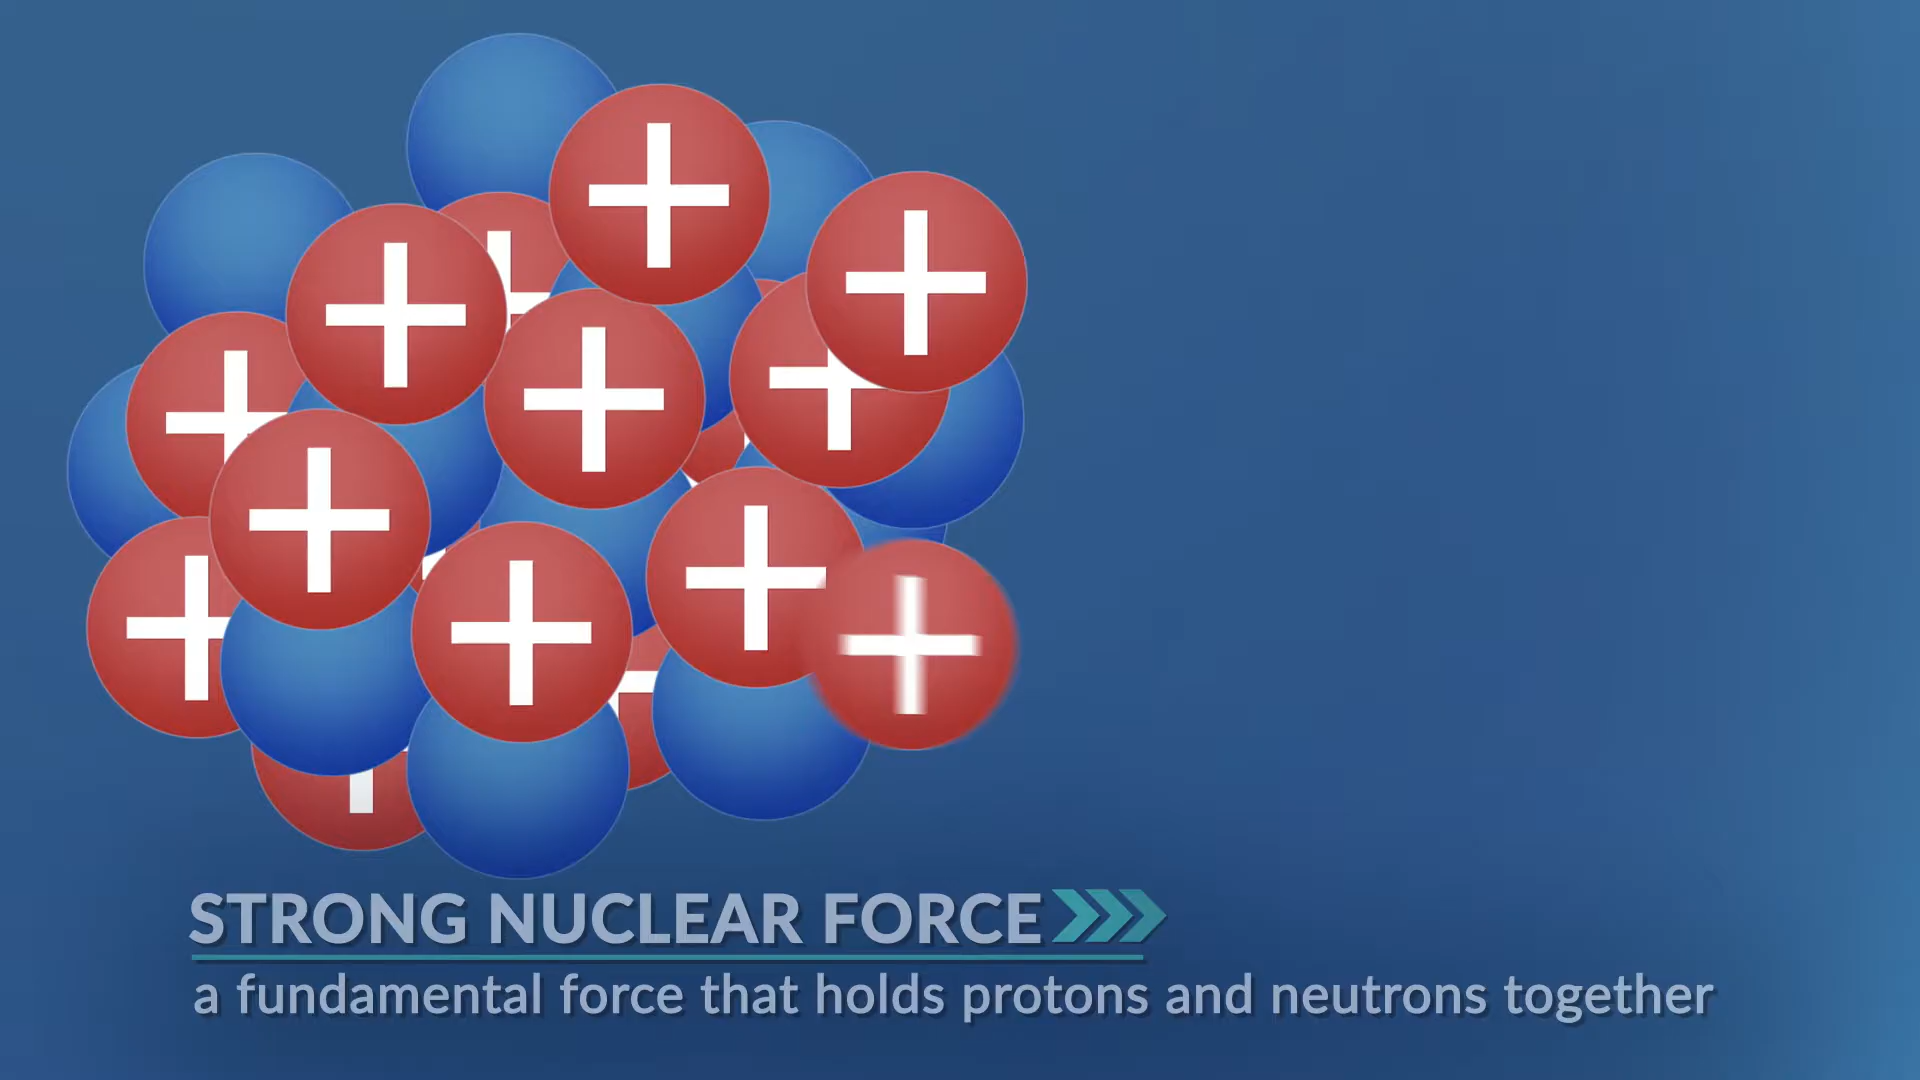 STRONG NUCLEAR FORCE
a fundamental force that holds protons and neutrons together